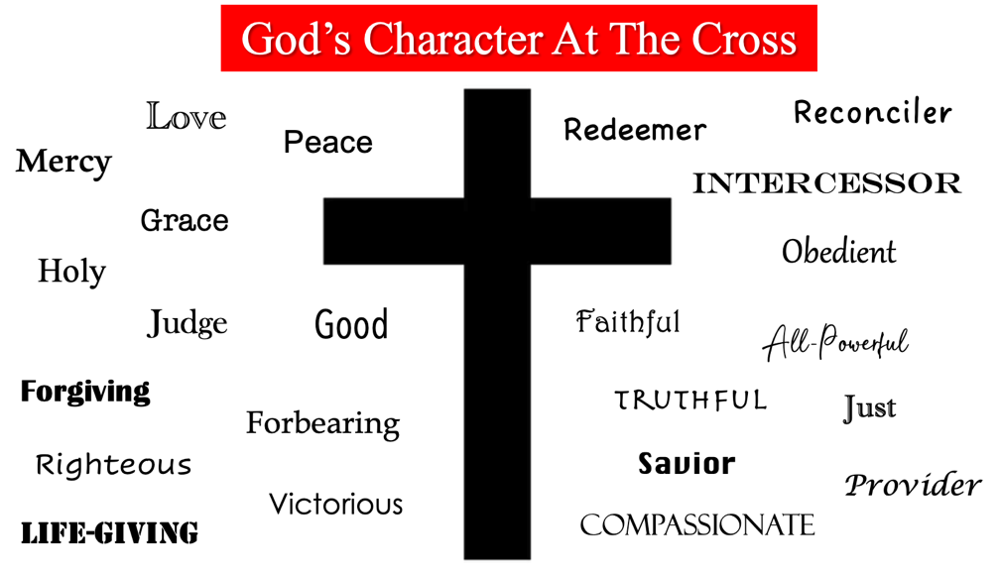 God's Character At The Cross
Love
Peace
Mercy
Grace
Holy
Judge
Good
Forgiving
Forbearing
Righteous
Victorious
LIFE-GIVING
Redeemer
Reconciler
INTERCESSOR
Obedient
Faithful
All-Powerful
TRUTHFUL
Just
Savior
Provider
COMPASSIONATE